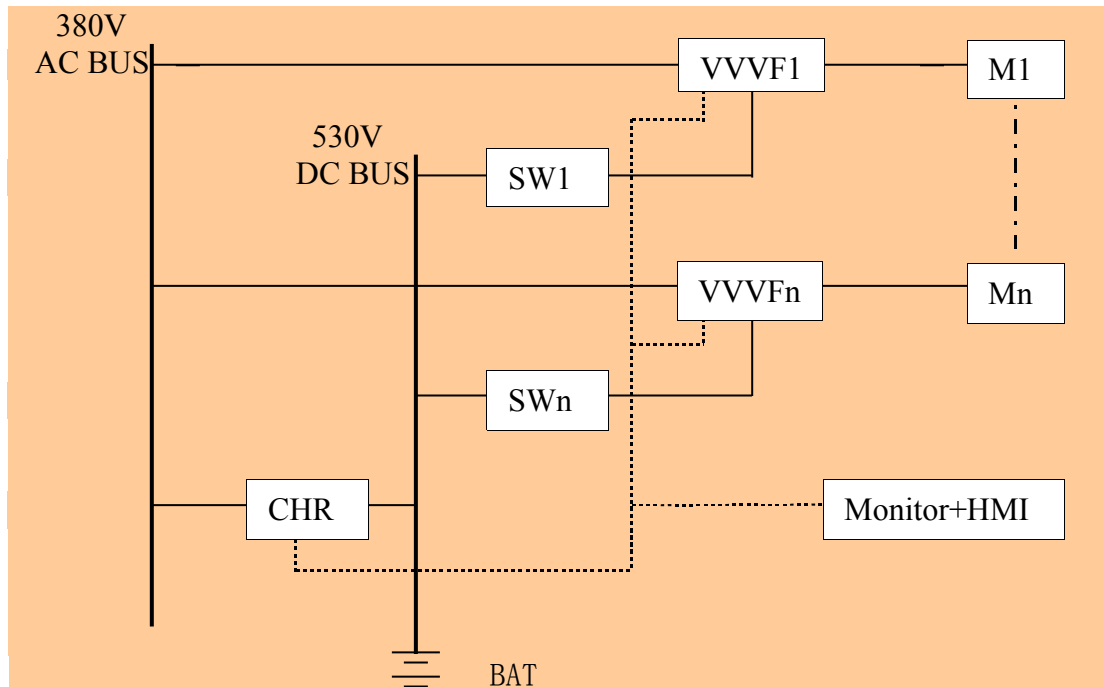 380V
AC BUS
VVVF1
M1
530V
DC BUS
SW1
VVVFn
Mn
SWn
CHR
Monitor+HMI
BAT